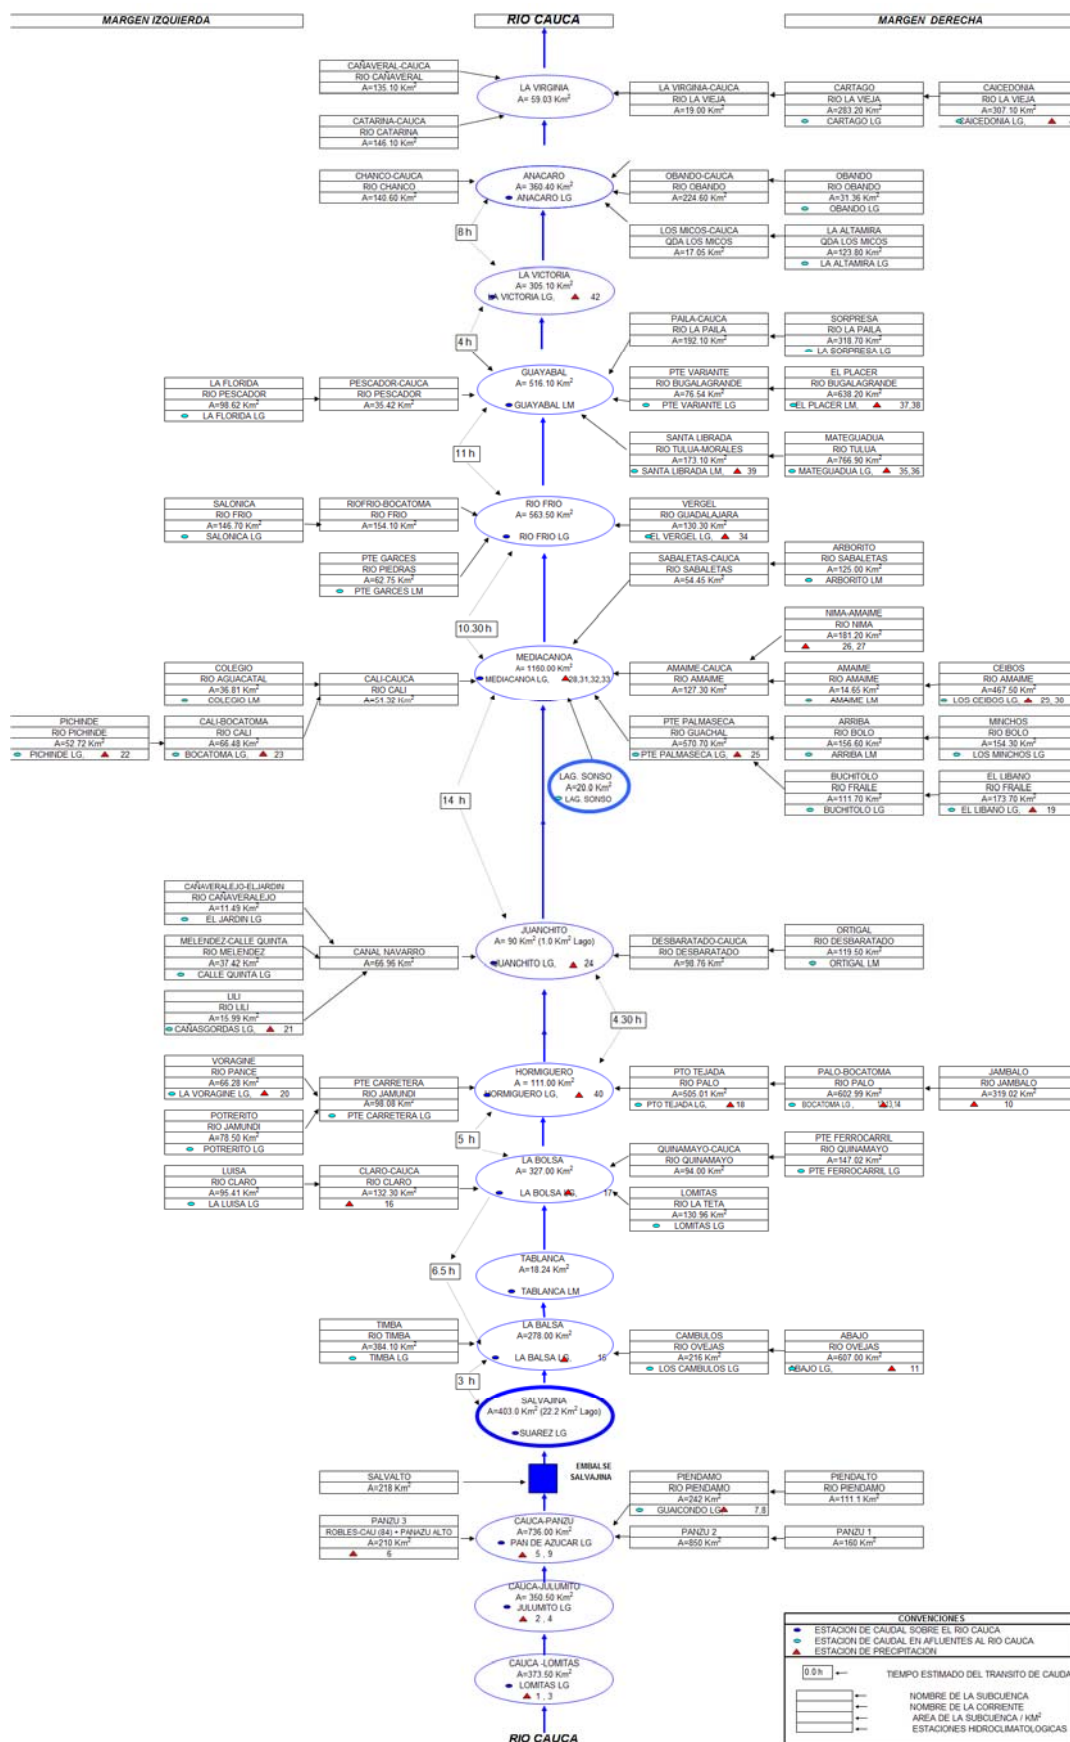 MARGEN IZQUIERDA
RIO CAUCA
MARGEN DERECHA
CAÑAVERAL-CAUCA
RIO CAÑAVERAL
A=135.10 Km²
LA VIRGINIA
A= 59.03 Km²
LA VIRGINIA-CAUCA
RIO LA VIEJA
A=19.00 Km²
CARTAGO
RIO LA VIEJA
A=283.20 Km²
CARTAGO LG
CAICEDONIA
RIO LA VIEJA
A=307.10 Km²
CAICEDONIA LG,
CATARINA-CAUCA
RIO CATARINA
A=146.10 Km²
CHANCO-CAUCA
RIO CHANCO
A=140.60 Km²
ANACARO
A= 360.40 Km²
ANACARO LG
OBANDO-CAUCA
RIO OBANDO
A=224.60 Km²
OBANDO
RIO OBANDO
A=31.36 Km²
OBANDO LG
LOS MICOS-CAUCA
QDA LOS MICOS
A=17.05 Km²
LA ALTAMIRA
QDA LOS MICOS
A=123.80 Km²
LA ALTAMIRA LG
8 h
LA VICTORIA
A= 305.10 Km²
LA VICTORIA LG, 42
4 h
PAILA-CAUCA
RIO LA PAILA
A=192.10 Km²
SORPRESA
RIO LA PAILA
A=318.70 Km²
LA SORPRESA LG
GUAYABAL
A= 516.10 Km²
GUAYABAL LM
LA FLORIDA
RIO PESCADOR
A=98.62 Km²
LA FLORIDA LG
PESCADOR-CAUCA
RIO PESCADOR
A=35.42 Km²
PTE VARIANTE
RIO BUGALAGRANDE
A=76.54 Km²
PTE VARIANTE LG
EL PLACER
RIO BUGALAGRANDE
A=638.20 Km²
EL PLACER LM, 37,38
SANTA LIBRADA
RIO TULUA-MORALES
A=173.10 Km²
SANTA LIBRADA LM, 39
MATEGUADUA
RIO TULUA
A=766.90 Km²
MATEGUADUA LG, 35,36
11 h
SALONICA
RIO FRIO
A=146.70 Km²
SALONICA LG
RIOFRIO-BOCATOMA
RIO FRIO
A=154.10 Km²
RIO FRIO
A= 563.50 Km²
RIO FRIO LG
VERGEL
RIO GUADALAJARA
A=130.30 Km²
EL VERGEL LG, 34
PTE GARCES
RIO PIEDRAS
A=62.75 Km²
PTE GARCES LM
SABALETAS-CAUCA
RIO SABALETAS
A=54.45 Km²
ARBORITO
RIO SABALETAS
A=125.00 Km²
ARBORITO LM
10.30 h
NIMA-AMAIME
RIO NIMA
A=181.20 Km²
26, 27
MEDIACANOA
A= 1160.00 Km²
MEDIACANOA LG, 28,31,32,33
COLEGIO
RIO AGUACATAL
A=36.81 Km²
COLEGIO LM
CALI-CAUCA
RIO CALI
A=51.32 Km²
AMAIME-CAUCA
RIO AMAIME
A=127.30 Km²
AMAIME
RIO AMAIME
A=14.65 Km²
AMAIME LM
CEIBOS
RIO AMAIME
A=467.50 Km²
LOS CEIBOS LG, 25, 30
PICHINDE
RIO PICHINDE
A=52.72 Km²
PICHINDE LG, 22
CALI-BOCATOMA
RIO CALI
A=66.48 Km²
BOCATOMA LG, 23
PTE PALMASECA
RIO GUACHAL
A=570.70 Km²
PTE PALMASECA LG, 25
ARRIBA
RIO BOLO
A=156.60 Km²
ARRIBA LM
MINCHOS
RIO BOLO
A=154.30 Km²
LOS MINCHOS LG
LAG. SONSO
A=20.0 Km²
LAG. SONSO
BUCHITOLO
RIO FRAILE
A=111.70 Km²
BUCHITOLO LG
EL LIBANO
RIO FRAILE
A=173.70 Km²
EL LIBANO LG, 19
14 h
CAÑAVERALEJO-ELJARDIN
RIO CAÑAVERALEJO
A=11.49 Km²
EL JARDIN LG
MELENDEZ-CALLE QUINTA
RIO MELENDEZ
A=37.42 Km²
CALLE QUINTA LG
CANAL NAVARRO
A=66.96 Km²
JUANCHITO
A= 90 Km² (1.0 Km² Lago)
JUANCHITO LG, 24
DESBARATADO-CAUCA
RIO DESBARATADO
A=98.76 Km²
ORTIGAL
RIO DESBARATADO
A=119.50 Km²
ORTIGAL LM
LILI
RIO LILI
A=15.99 Km²
CAÑASGORDAS LG, 21
4.30 h
VORAGINE
RIO PANCE
A=66.28 Km²
LA VORAGINE LG, 20
PTE CARRETERA
RIO JAMUNDI
A=98.08 Km²
PTE CARRETERA LG
HORMIGUERO
A = 111.00 Km²
HORMIGUERO LG, 40
PTO TEJADA
RIO PALO
A=505.01 Km²
PTO TEJADA LG, 18
PALO-BOCATOMA
RIO PALO
A=602.99 Km²
BOCATOMA LG,
JAMBALO
RIO JAMBALO
A=319.02 Km²
10
POTRERITO
RIO JAMUNDI
A=78.50 Km²
POTRERITO LG
5 h
LUISA
RIO CLARO
A=95.41 Km²
LA LUISA LG
CLARO-CAUCA
RIO CLARO
A=132.30 Km²
16
LA BOLSA
A= 327.00 Km²
LA BOLSA LG, 17
QUINAMAYO-CAUCA
RIO QUINAMAYO
A=94.00 Km²
PTE FERROCARRIL
RIO QUINAMAYO
A=147.02 Km²
PTE FERROCARRIL LG
LOMITAS
RIO LA TETA
A=130.96 Km²
LOMITAS LG
6.5 h
TABLANCA
A=18.24 Km²
TABLANCA LM
TIMBA
RIO TIMBA
A=384.10 Km²
TIMBA LG
LA BALSA
A=278.00 Km²
LA BALSA LG, 15
CAMBULOS
RIO OVEJAS
A=216 Km²
LOS CAMBULOS LG
ABAJO
RIO OVEJAS
A=607.00 Km²
ABAJO LG, 11
3 h
SALVAJINA
A=403.0 Km² (22.2 Km² Lago)
SUAREZ LG
EMBALSE
SALVAJINA
SALVALTO
A=218 Km²
PIENDAMO
RIO PIENDAMO
A=242 Km²
GUAICONDO LG 7,8
PIENDALTO
RIO PIENDAMO
A=111.1 Km²
PANZU 3
ROBLES-CAU (84) + PANAZU ALTO
A=210 Km²
6
CAUCA-PANZU
A=736.00 Km²
PAN DE AZUCAR LG
5 , 9
PANZU 2
A=850 Km²
PANZU 1
A=160 Km²
CAUCA-JULUMITO
A= 350.50 Km²
JULUMITO LG
2 , 4
CAUCA -LOMITAS
A=373.50 Km²
LOMITAS LG
1 , 3
RIO CAUCA
CONVENCIONES
ESTACION DE CAUDAL SOBRE EL RIO CAUCA
ESTACION DE CAUDAL EN AFLUENTES AL RIO CAUCA
ESTACION DE PRECIPITACION
0.0 h TIEMPO ESTIMADO DEL TRANSITO DE CAUDA
NOMBRE DE LA SUBCUENCA
NOMBRE DE LA CORRIENTE
AREA DE LA SUBCUENCA / KM²
ESTACIONES HIDROCLIMATOLOGICAS